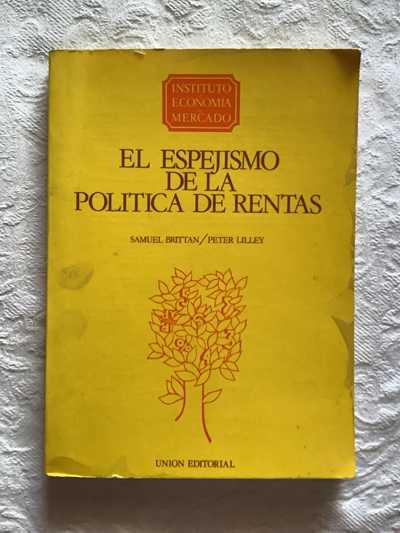 INSTITUTO
ECONOMIA
MERCADO
EL ESPEJISMO
DE LA
POLITICA DE RENTAS
SAMUEL BRITTAN/PETER LILLEY
UNION EDITORIAL